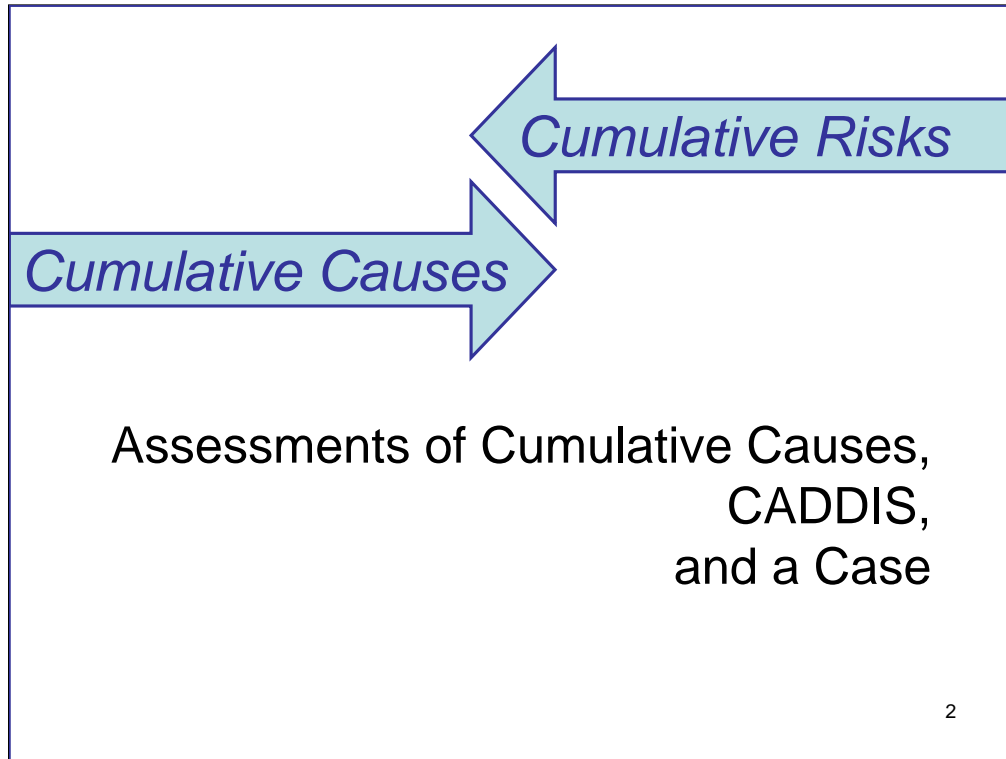 Cumulative Risks
Cumulative Causes
Assessments of Cumulative Causes,
CADDIS,
and a Case
2